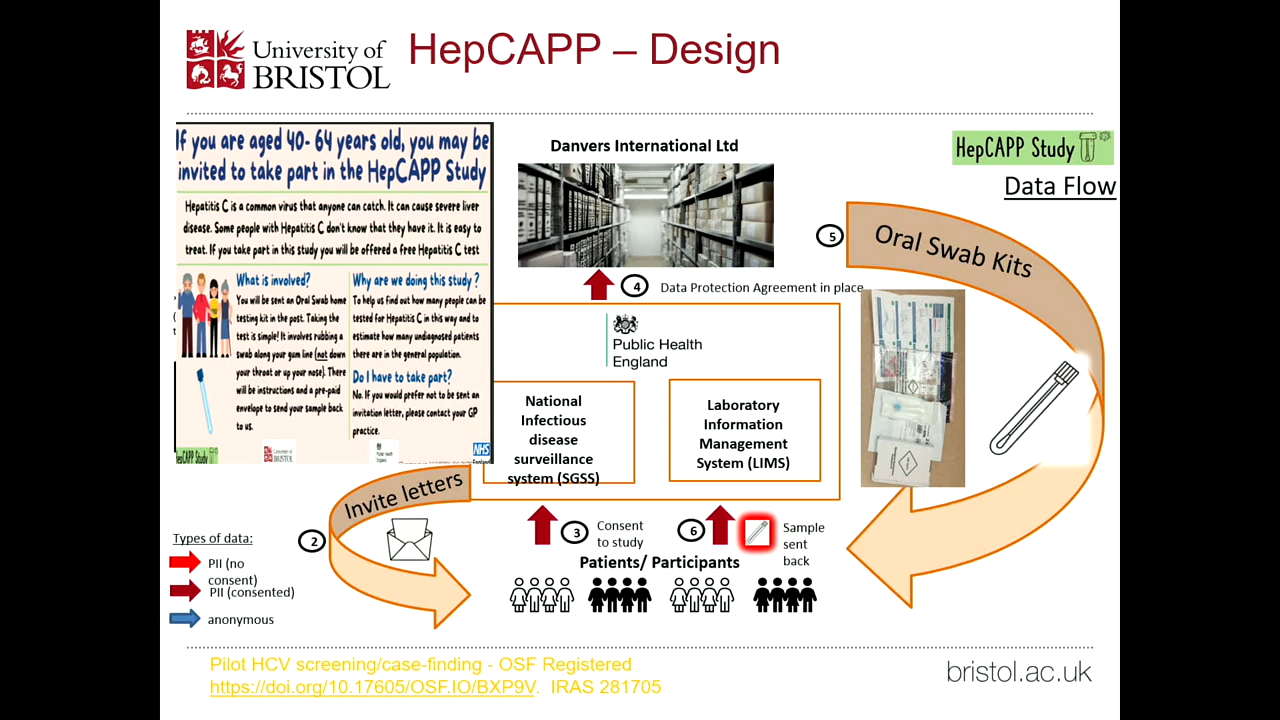 University of
BRISTOL
HepCAPP – Design
If you are aged 40- 64 years old, you may be
invited to take part in the HepCAPP Study
Hepatitis C is a common virus that anyone can catch. It can cause severe liver
disease. Some people with Hepatitis C don't know that they have it. It is easy to
treat. If you take part in this study you will be offered a free Hepatitis C test
What is involved?
You will be sent an Oral Swab home
testing kit in the post. Taking the
test is simple! It involves rubbing a
swab along your gum line (not down
your throat or up your nose). There
will be instructions and a pre-paid
envelope to send your sample back
to us.
Why are we doing this study ?
To help us find out how many people can be
tested for Hepatitis C in this way and to
estimate how many undiagnosed patients
there are in the general population.
Do I have to take part?
No. If you would prefer not to be sent an
invitation letter, please contact your GP
practice.
HepCAPP Study
University of
BRISTOL
NHS
Danvers International Ltd
4
Data Protection Agreement in place
Public Health
England
National
Infectious
disease
surveillance
system (SGSS)
Laboratory
Information
Management
System (LIMS)
HepCAPP Study
Data Flow
5
Oral Swab Kits
Invite letters
2
3
Consent
to study
6
Sample
sent
back
Patients/ Participants
Types of data:
PII (no
consent)
PII (consented)
anonymous
Pilot HCV screening/case-finding - OSF Registered
https://doi.org/10.17605/OSF.IO/BXP9V. IRAS 281705
bristol.ac.uk